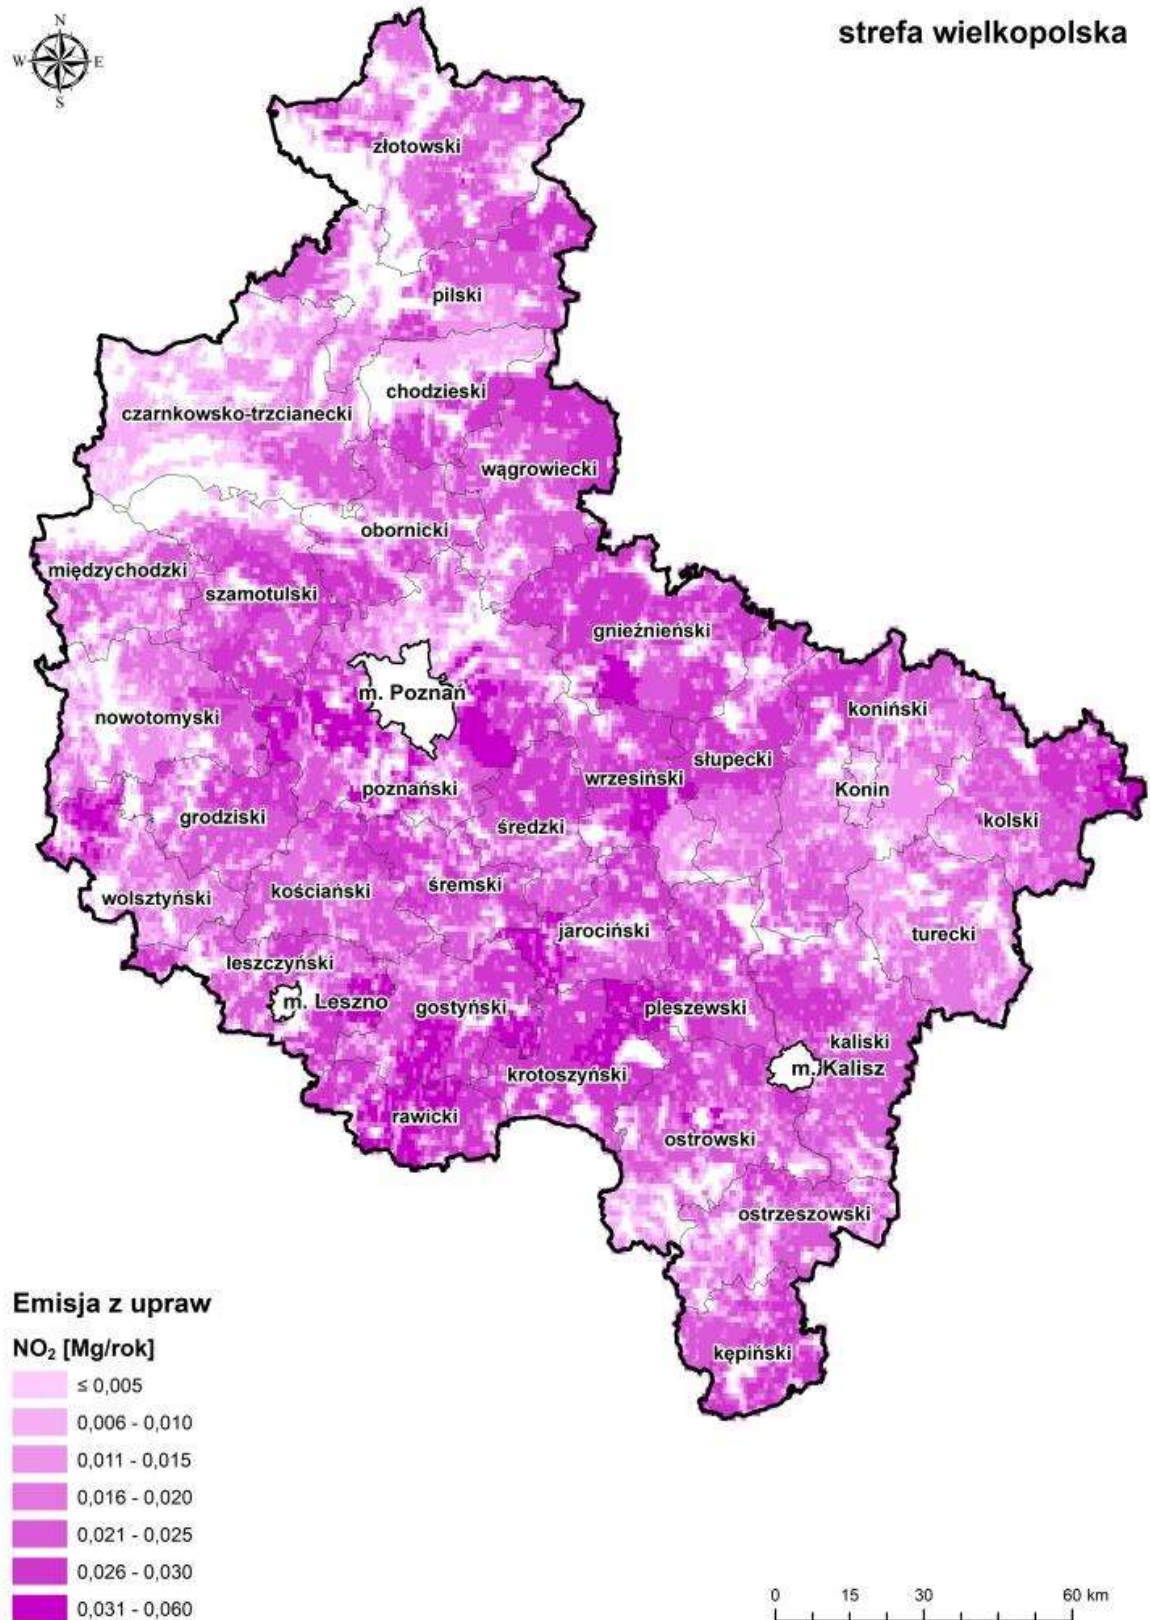 N
W
E
S
strefa wielkopolska
złotowski
pilski
chodzieski
czarnkowsko-trzcianecki
wągrowiecki
obornicki
międzychodzki
szamotulski
gnieźnieński
m. Poznań
nowotomyski
koniński
słupecki
wrzesiński
poznański
Konin
grodziski
średzki
kolski
kościański
śremski
wolsztyński
jarociński
turecki
leszczyński
m. Leszno
gostyński
pleszewski
kaliski
m. Kalisz
krotoszyński
rawicki
ostrowski
ostrzeszowski
kępiński
Emisja z upraw
NO₂ [Mg/rok]
≤ 0,005
0,006 - 0,010
0,011 - 0,015
0,016 - 0,020
0,021 - 0,025
0,026 - 0,030
0,031 - 0,060
0 15 30 60 km